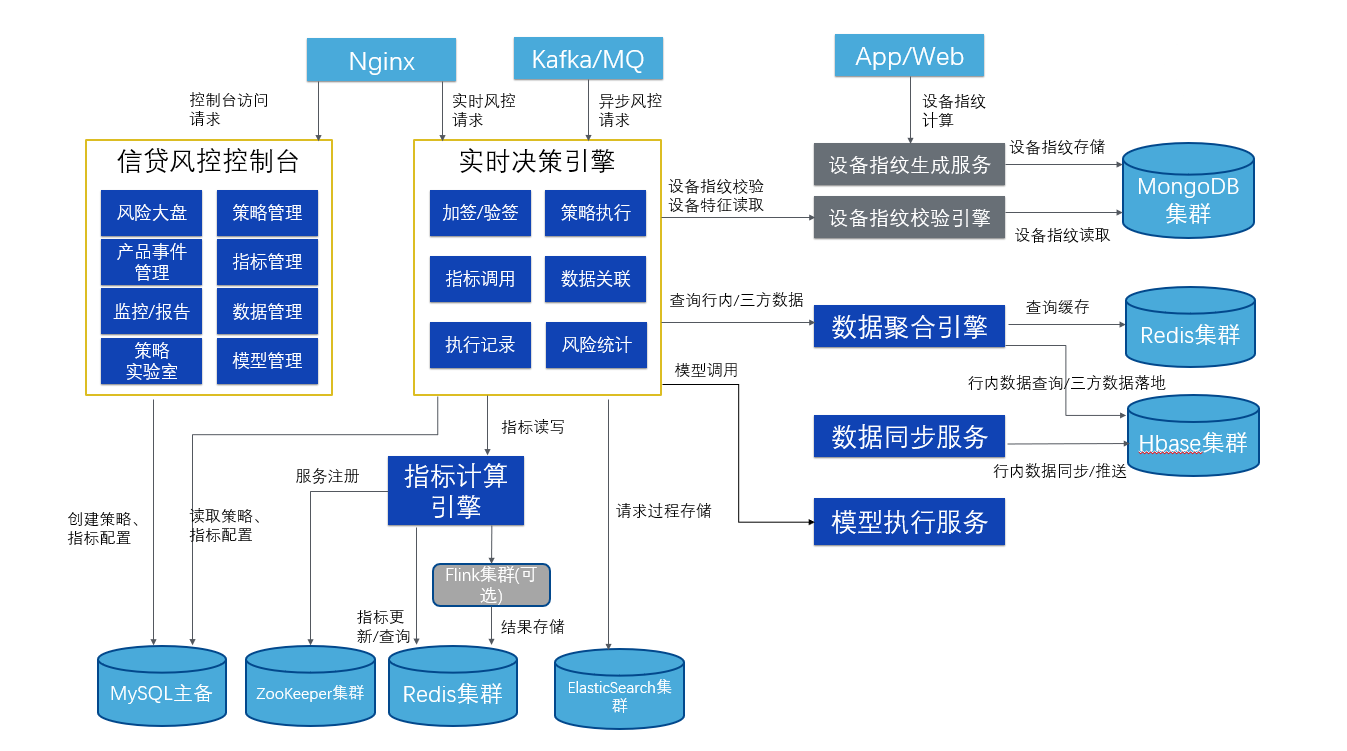 Nginx
Kafka/MQ
App/Web
控制台访问
请求
实时风控
请求
异步风控
请求
设备指纹
计算
信贷风控控制台
风险大盘
策略管理
产品事件
管理
指标管理
监控/报告
数据管理
策略
实验室
模型管理
实时决策引擎
加签/验签
策略执行
指标调用
数据关联
执行记录
风险统计
设备指纹校验
设备特征读取
设备指纹生成服务
设备指纹校验引擎
设备指纹存储
设备指纹读取
MongoDB
集群
查询行内/三方数据
数据聚合引擎
查询缓存
Redis集群
模型调用
行内数据查询/三方数据落地
数据同步服务
Hbase集群
行内数据同步/推送
模型执行服务
指标读写
服务注册
指标计算
引擎
请求过程存储
创建策略、
指标配置
读取策略、
指标配置
Flink集群(可
选)
指标更
新/查询
结果存储
MySQL主备
ZooKeeper集群
Redis集群
ElasticSearch集
群